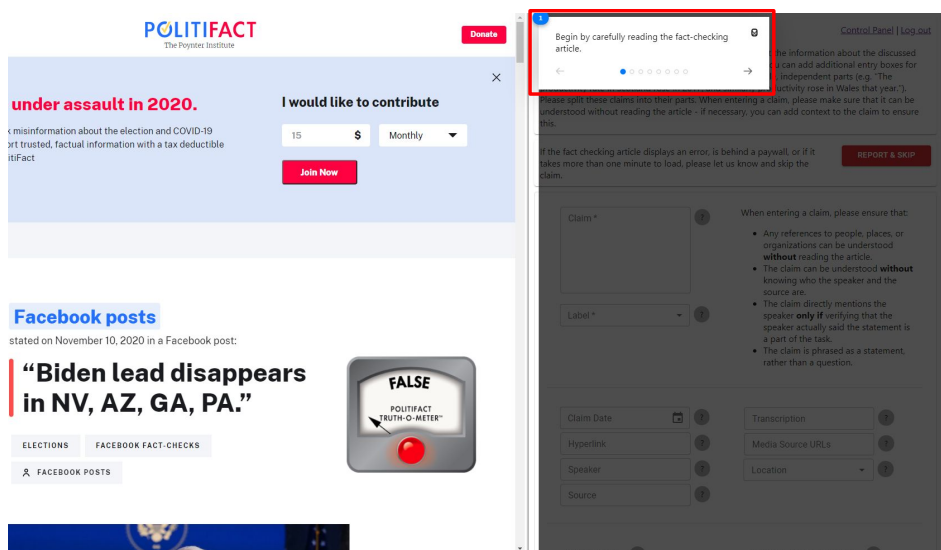 POLITIFACT
The Poynter Institute
Donate
under assault in 2020.
misinformation about the election and COVID-19
ort trusted, factual information with a tax deductible
litiFact
I would like to contribute
15 $ Monthly
Join Now
Facebook posts
stated on November 10, 2020 in a Facebook post:
“Biden lead disappears
in NV, AZ, GA, PA.”
FALSE
POLITIFACT
TRUTH-O-METER™
ELECTIONS FACEBOOK FACT-CHECKS
FACEBOOK POSTS
1
Begin by carefully reading the fact-checking
article.
Control Panel | Log out
the information about the discussed
can add additional entry boxes for
independent parts (e.g. "The
ductivity rose in Wales that year.").
Please split these claims into their parts. When entering a claim, please make sure that it can be
understood without reading the article - if necessary, you can add context to the claim to ensure
this.
If the fact checking article displays an error, is behind a paywall, or if it
takes more than one minute to load, please let us know and skip the
claim.
REPORT & SKIP
Claim *
?
Label *
?
When entering a claim, please ensure that:
• Any references to people, places, or
organizations can be understood
without reading the article.
• The claim can be understood without
knowing who the speaker and the
source are.
• The claim directly mentions the
speaker only if verifying that the
speaker actually said the statement is
a part of the task.
• The claim is phrased as a statement,
rather than a question.
Claim Date ? Transcription ?
Hyperlink ? Media Source URLs ?
Speaker ? Location ?
Source ?